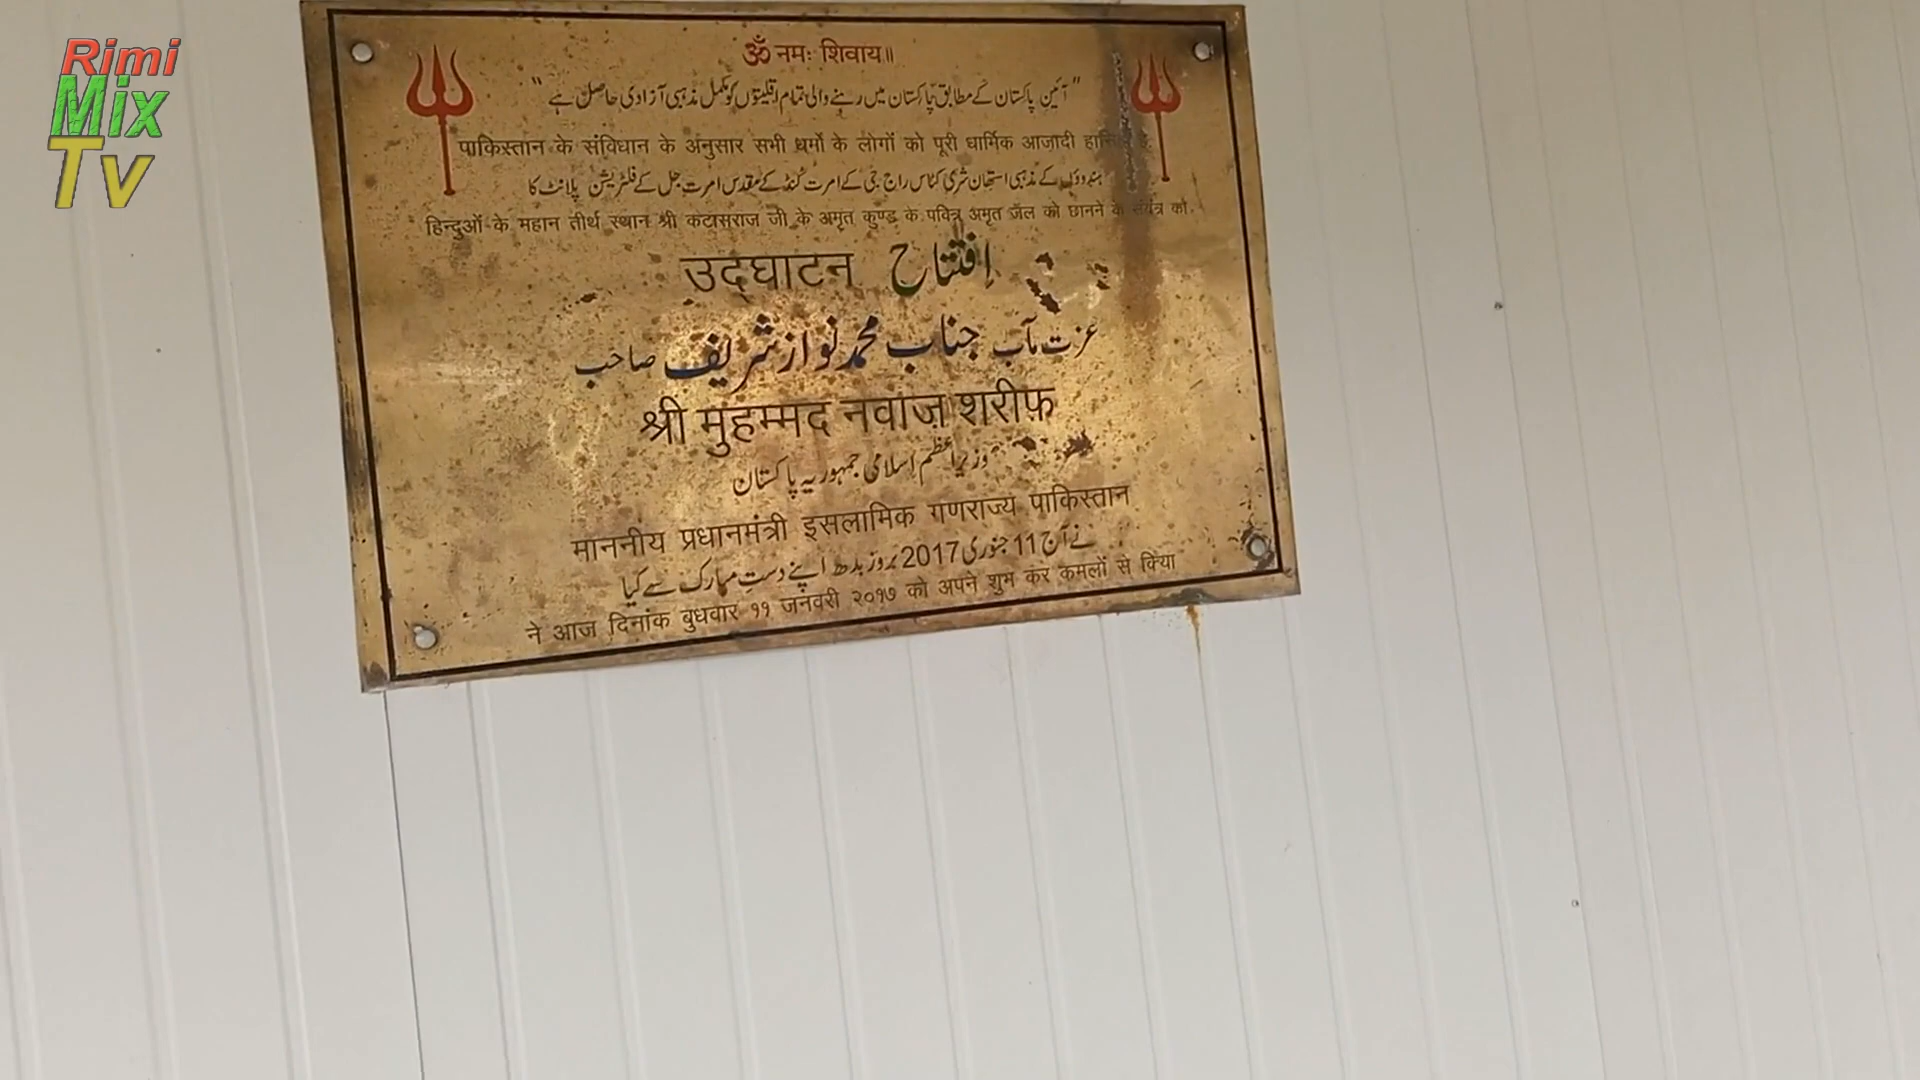 Rimi
Mix
Tv
ॐ नमः शिवाय॥
"آئینِ پاکستان کے مطابق پاکستان میں رہنے والی تمام اقلیتوں کو مکمل مذہبی آزادی حاصل ہے"
पाकिस्तान के संविधान के अनुसार सभी धर्मो के लोगों को पूरी धार्मिक आजादी हासिल है.
ہندوؤں کے مذہبی استھان شری کٹاس راج جی کے امرت کُنڈ کے مقدس امرت جل کے فلٹریشن پلانٹ کا
हिन्दुओं के महान तीर्थ स्थान श्री कटासराज जी के अमृत कुण्ड के पवित्र अमृत जल को छानने के संयंत्र को
उद्घाटन اِفتتاح
عزت مآب جناب محمد نواز شریف صاحب
श्री मुहम्मद नवाज़ शरीफ़
وزیراعظم اسلامی جمہوریہ پاکستان
माननीय प्रधानमंत्री इसलामिक गणराज्य पाकिस्तान
نے آج 11 جنوری 2017 بروز بدھ اپنے دستِ مبارک سے کیا
ने आज दिनांक बुधवार ११ जनवरी २०१७ को अपने शुभ कर कमलों से किया